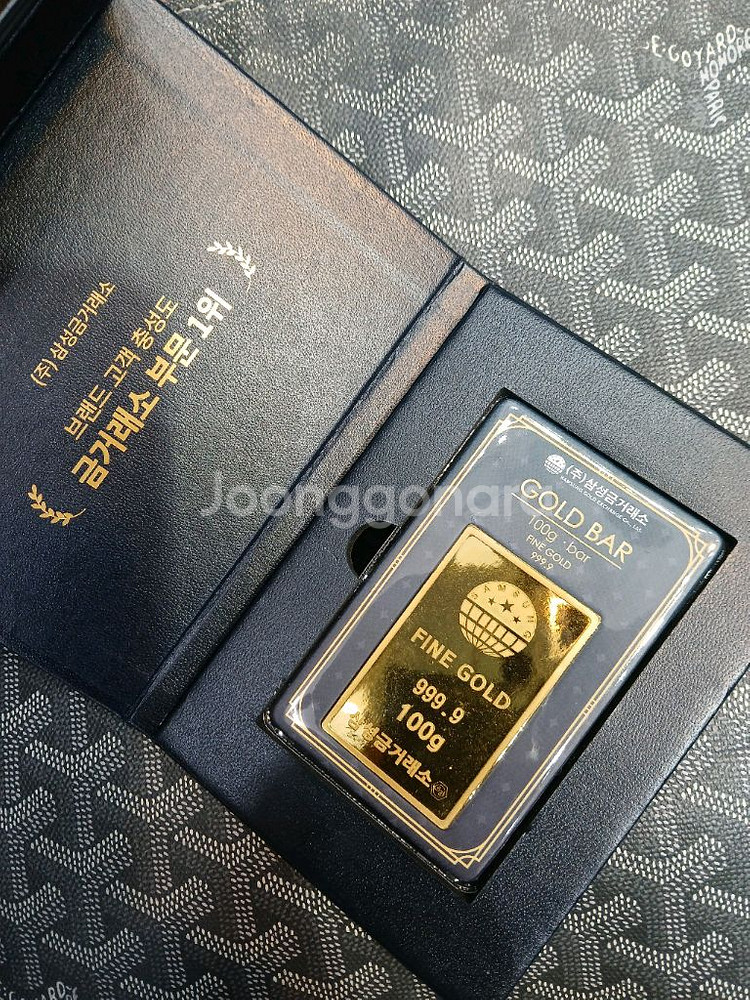 (주) 삼성금거래소
브랜드 고객 충성도
금거래소 부문 1위
Joonggonara
(주)삼성금거래소
SAMSUNG GOLD EXCHANGE Co., Ltd.
GOLD BAR
100g - bar
FINE GOLD
999.9
SAMSUNG
FINE GOLD
999.9
100g
삼성금거래소